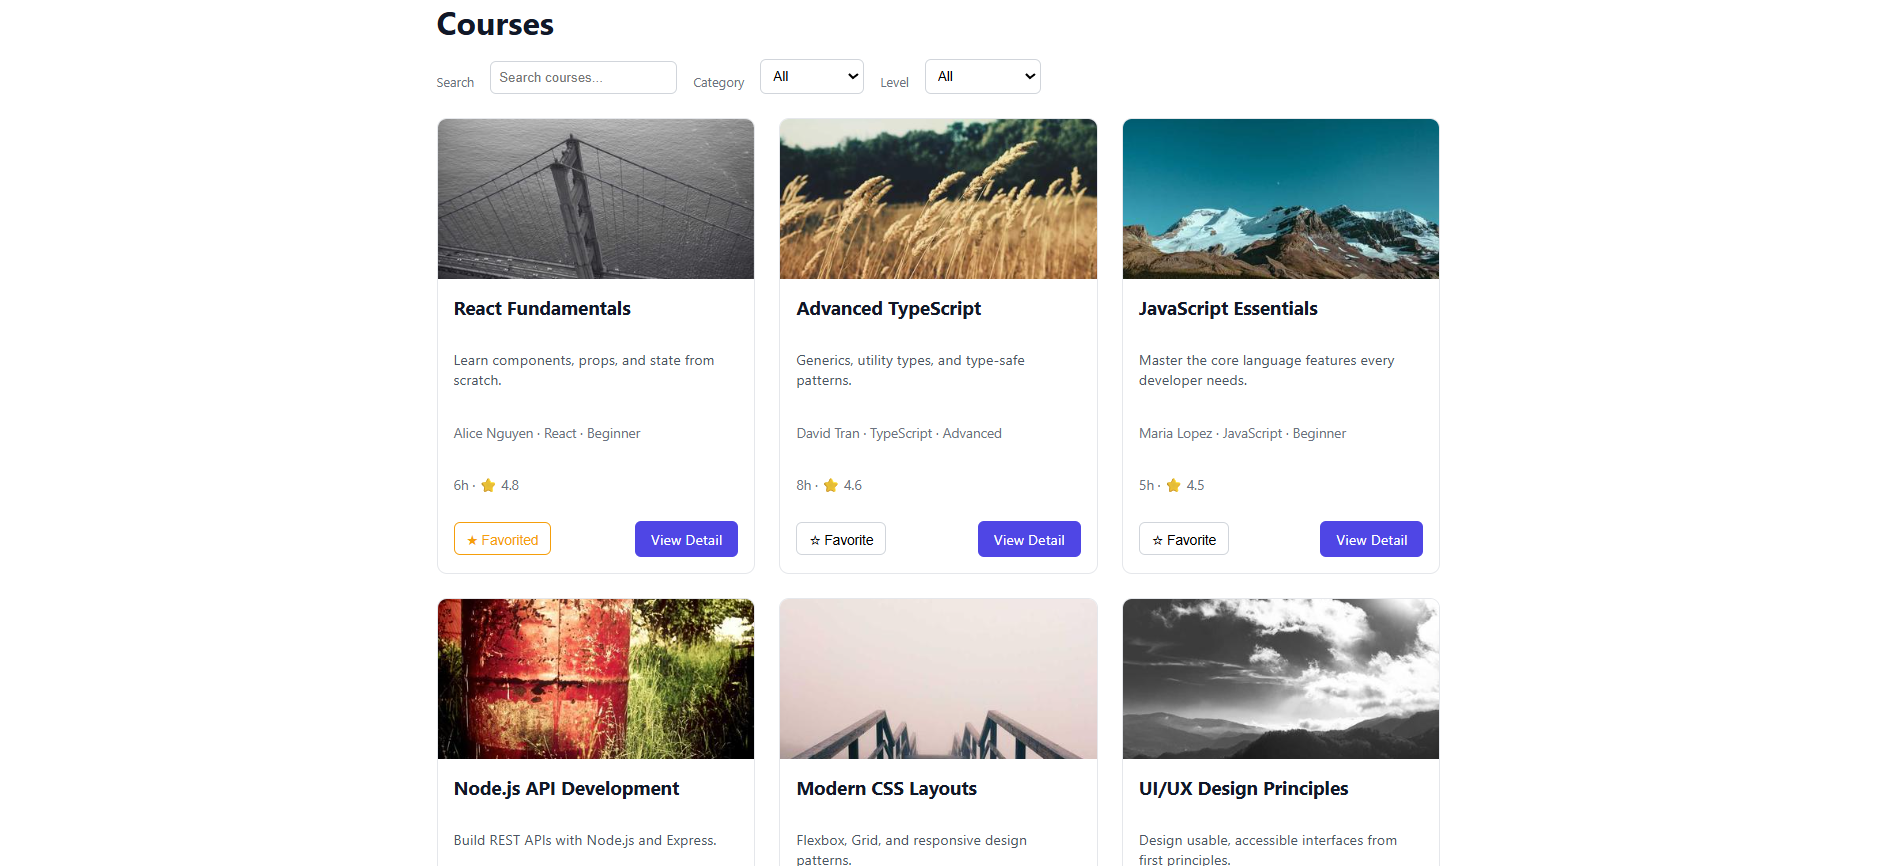 Courses
Search Search courses... Category All Level All
React Fundamentals
Learn components, props, and state from
scratch.
Alice Nguyen · React · Beginner
6h · ⭐ 4.8
★ Favorited View Detail
Advanced TypeScript
Generics, utility types, and type-safe
patterns.
David Tran · TypeScript · Advanced
8h · ⭐ 4.6
☆ Favorite View Detail
JavaScript Essentials
Master the core language features every
developer needs.
Maria Lopez · JavaScript · Beginner
5h · ⭐ 4.5
☆ Favorite View Detail
Node.js API Development
Build REST APIs with Node.js and Express.
Modern CSS Layouts
Flexbox, Grid, and responsive design
patterns.
UI/UX Design Principles
Design usable, accessible interfaces from
first principles.